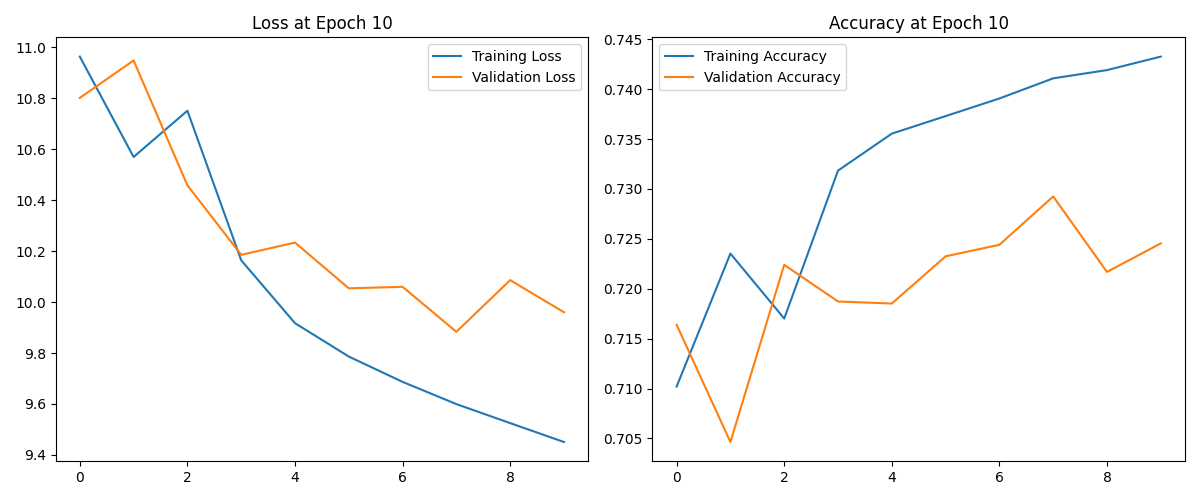 Loss at Epoch 10
11.0
10.8
10.6
10.4
10.2
10.0
9.8
9.6
9.4
0 2 4 6 8
Training Loss
Validation Loss
Accuracy at Epoch 10
0.745
0.740
0.735
0.730
0.725
0.720
0.715
0.710
0.705
0 2 4 6 8
Training Accuracy
Validation Accuracy